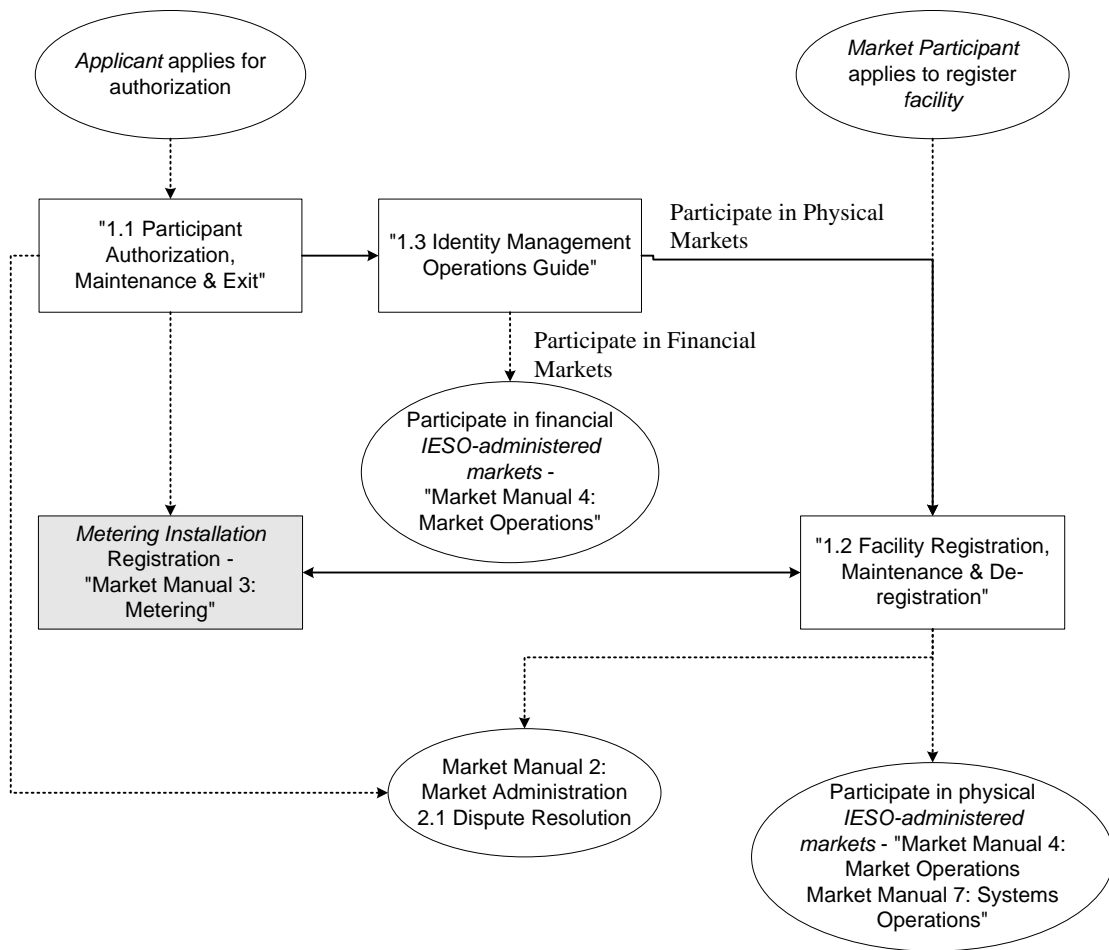 Applicant applies for
authorization
Market Participant
applies to register
facility
"1.1 Participant
Authorization,
Maintenance & Exit"
"1.3 Identity Management
Operations Guide"
Participate in Physical
Markets
Participate in Financial
Markets
Participate in financial
IESO-administered
markets -
"Market Manual 4:
Market Operations"
Metering Installation
Registration -
"Market Manual 3:
Metering"
"1.2 Facility Registration,
Maintenance & De-
registration"
Market Manual 2:
Market Administration
2.1 Dispute Resolution
Participate in physical
IESO-administered
markets - "Market Manual 4:
Market Operations
Market Manual 7: Systems
Operations"